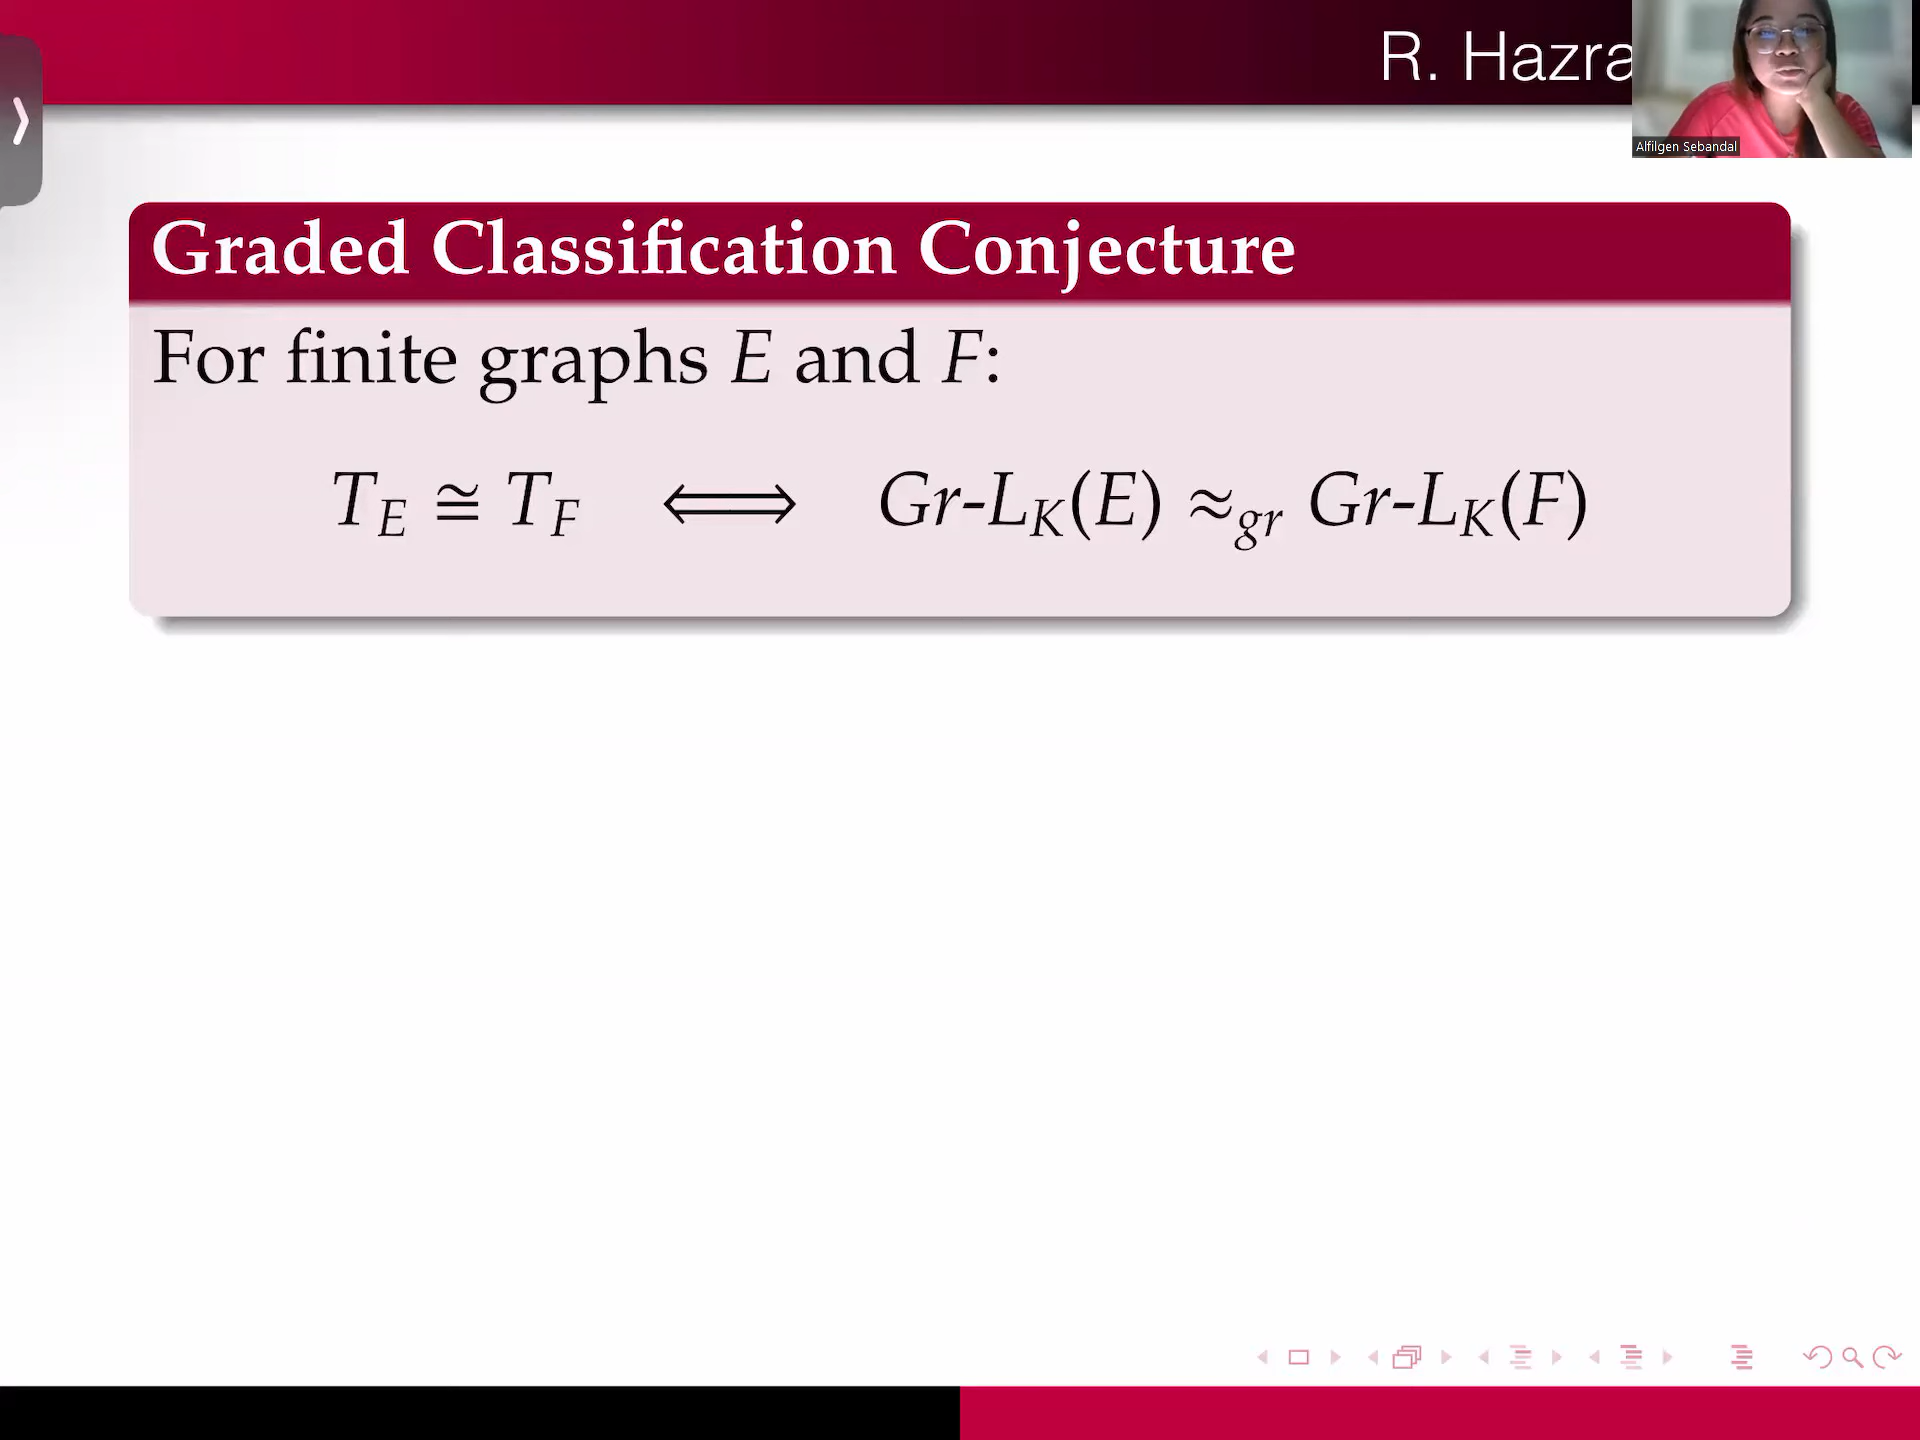 R. Hazra
Alfilgen Sebandal
Graded Classification Conjecture
For finite graphs E and F:
T_E ≅ T_F ⟺ Gr-L_K(E) ≈_gr Gr-L_K(F)